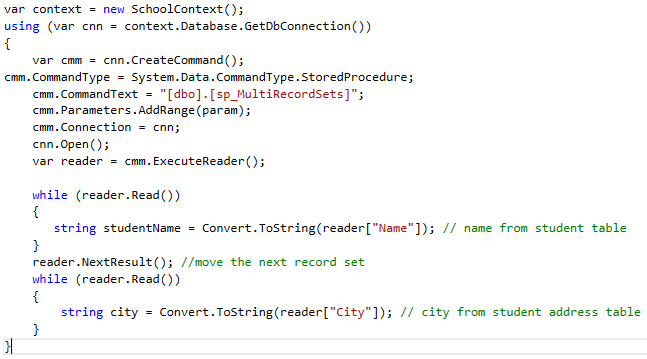 var context = new SchoolContext();
using (var cnn = context.Database.GetDbConnection())
{
    var cmm = cnn.CreateCommand();
cmm.CommandType = System.Data.CommandType.StoredProcedure;
    cmm.CommandText = "[dbo].[sp_MultiRecordSets]";
    cmm.Parameters.AddRange(param);
    cmm.Connection = cnn;
    cnn.Open();
    var reader = cmm.ExecuteReader();

    while (reader.Read())
    {
       string studentName = Convert.ToString(reader["Name"]); // name from student table
    }
    reader.NextResult(); //move the next record set
    while (reader.Read())
    {
        string city = Convert.ToString(reader["City"]); // city from student address table
    }
}